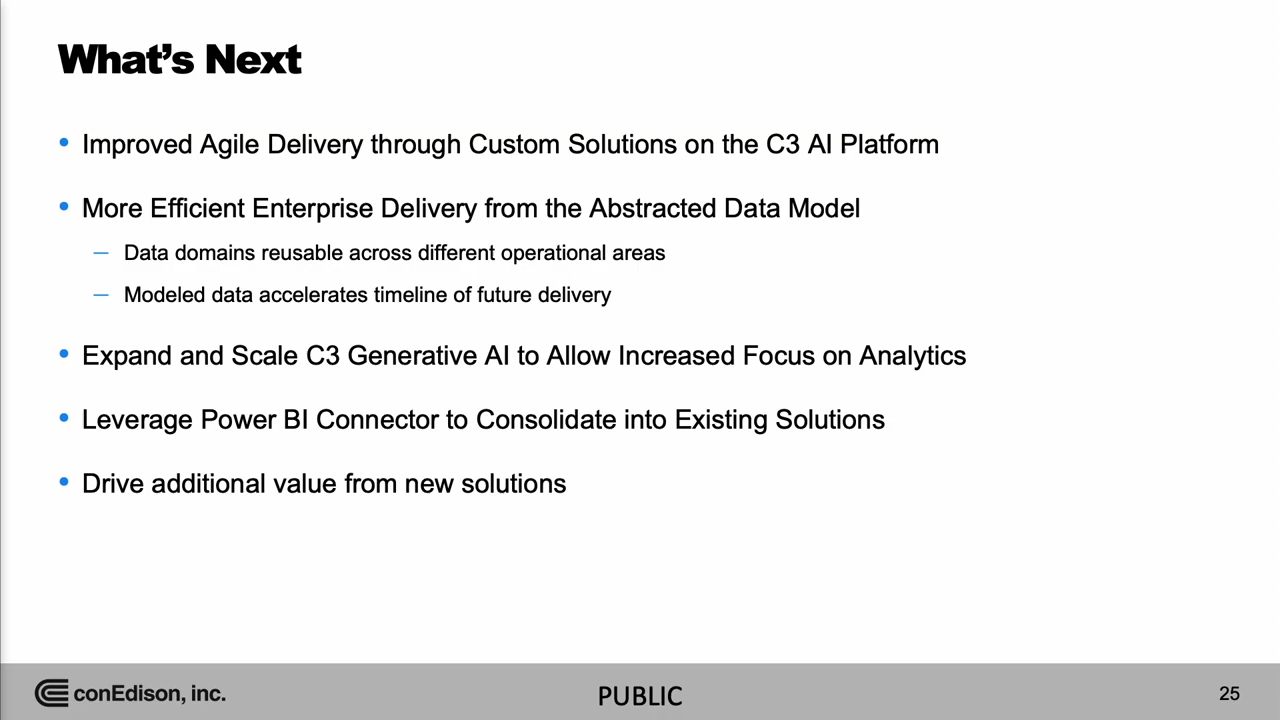 What's Next
• Improved Agile Delivery through Custom Solutions on the C3 AI Platform
• More Efficient Enterprise Delivery from the Abstracted Data Model
– Data domains reusable across different operational areas
– Modeled data accelerates timeline of future delivery
• Expand and Scale C3 Generative AI to Allow Increased Focus on Analytics
• Leverage Power BI Connector to Consolidate into Existing Solutions
• Drive additional value from new solutions
conEdison, inc.
PUBLIC
25